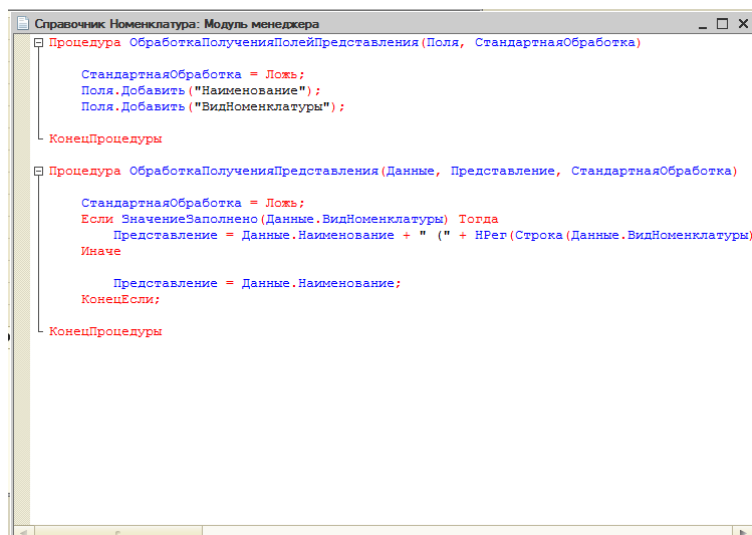 Справочник Номенклатура: Модуль менеджера
Процедура ОбработкаПолученияПолейПредставления(Поля, СтандартнаяОбработка)
СтандартнаяОбработка = Ложь;
Поля.Добавить("Наименование");
Поля.Добавить("ВидНоменклатуры");
КонецПроцедуры
Процедура ОбработкаПолученияПредставления(Данные, Представление, СтандартнаяОбработка)
СтандартнаяОбработка = Ложь;
Если ЗначениеЗаполнено(Данные.ВидНоменклатуры) Тогда
Представление = Данные.Наименование + " (" + НРег(Строка(Данные.ВидНоменклатуры)
Иначе
Представление = Данные.Наименование;
КонецЕсли;
КонецПроцедуры